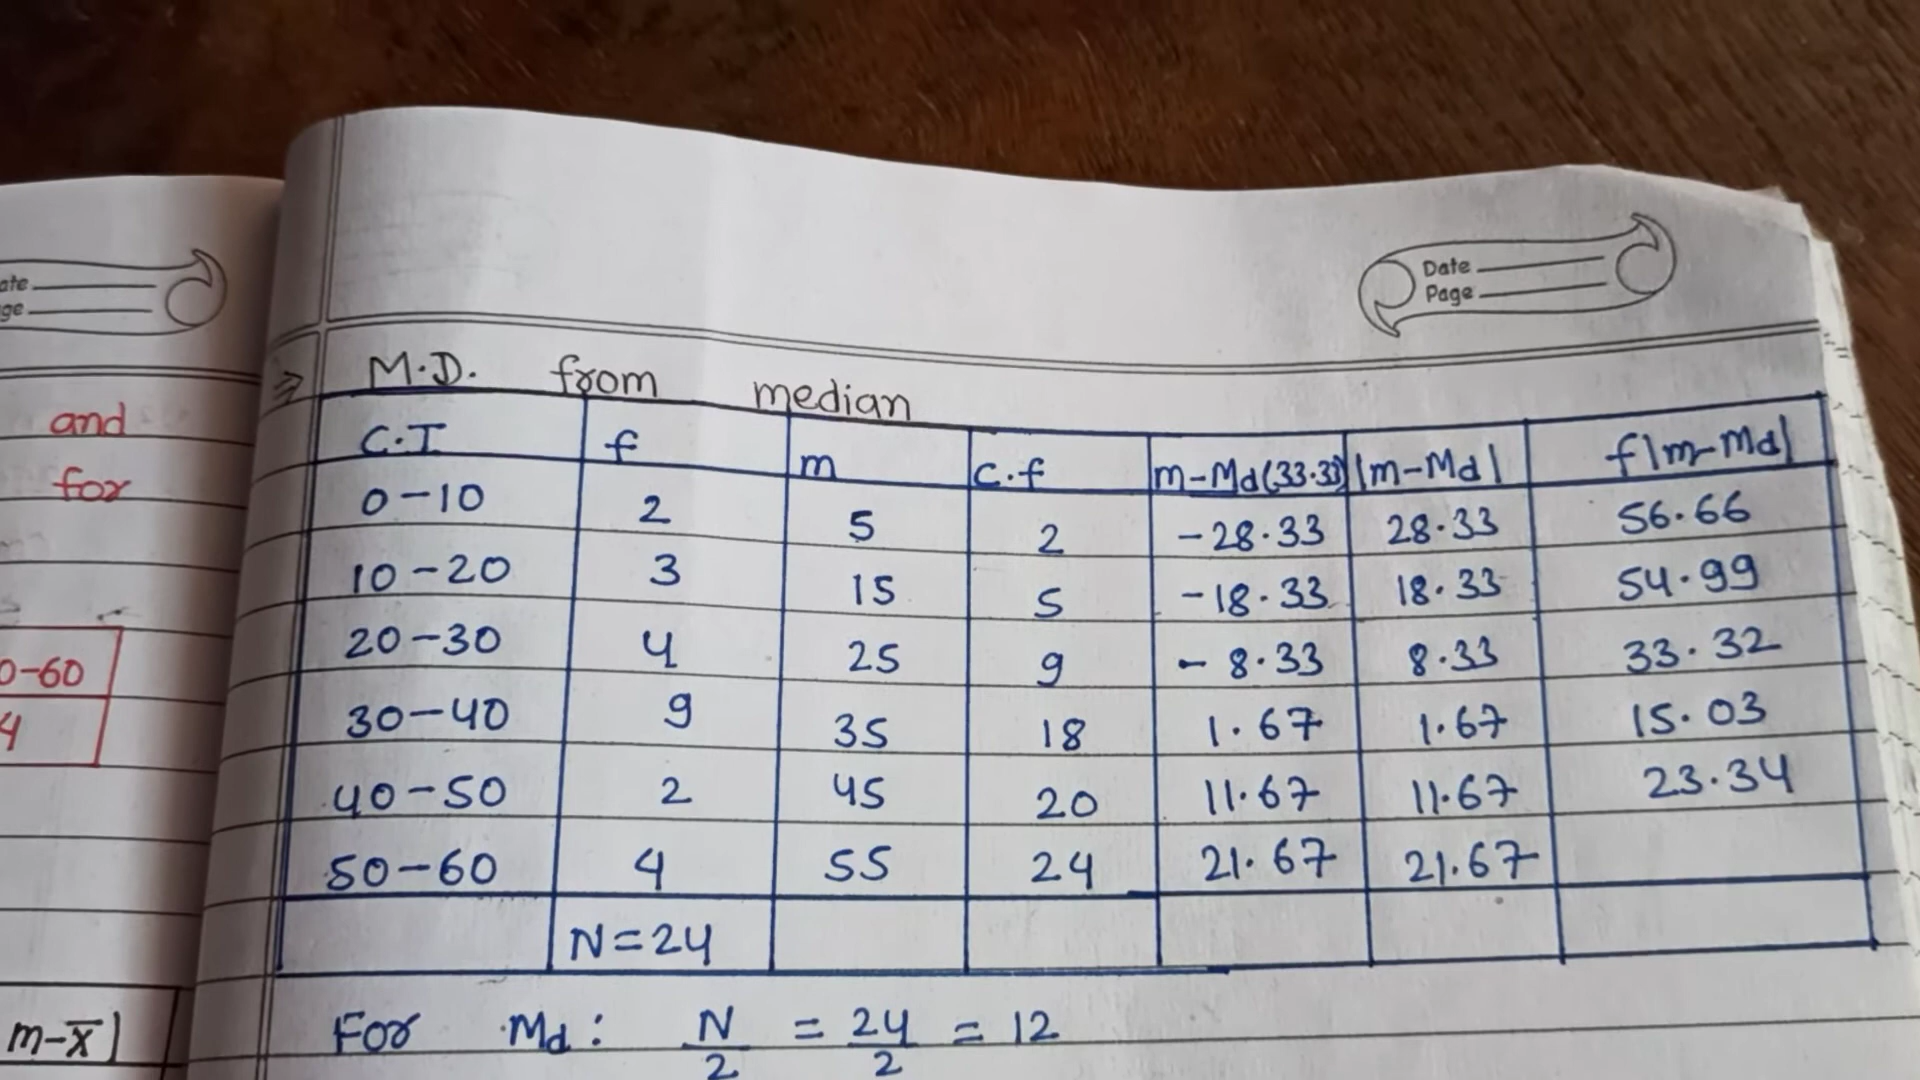 Date
Page
ate
ge
and
for
0-60
4
m-x̄|
⇒ M.D. from median
C.I f m C.f m-Md(33.33) |m-Md| f|m-Md|
0-10 2 5 2 -28.33 28.33 56.66
10-20 3 15 5 -18.33 18.33 54.99
20-30 4 25 9 -8.33 8.33 33.32
30-40 9 35 18 1.67 1.67 15.03
40-50 2 45 20 11.67 11.67 23.34
50-60 4 55 24 21.67 21.67
N=24
For Md: N/2 = 24/2 = 12